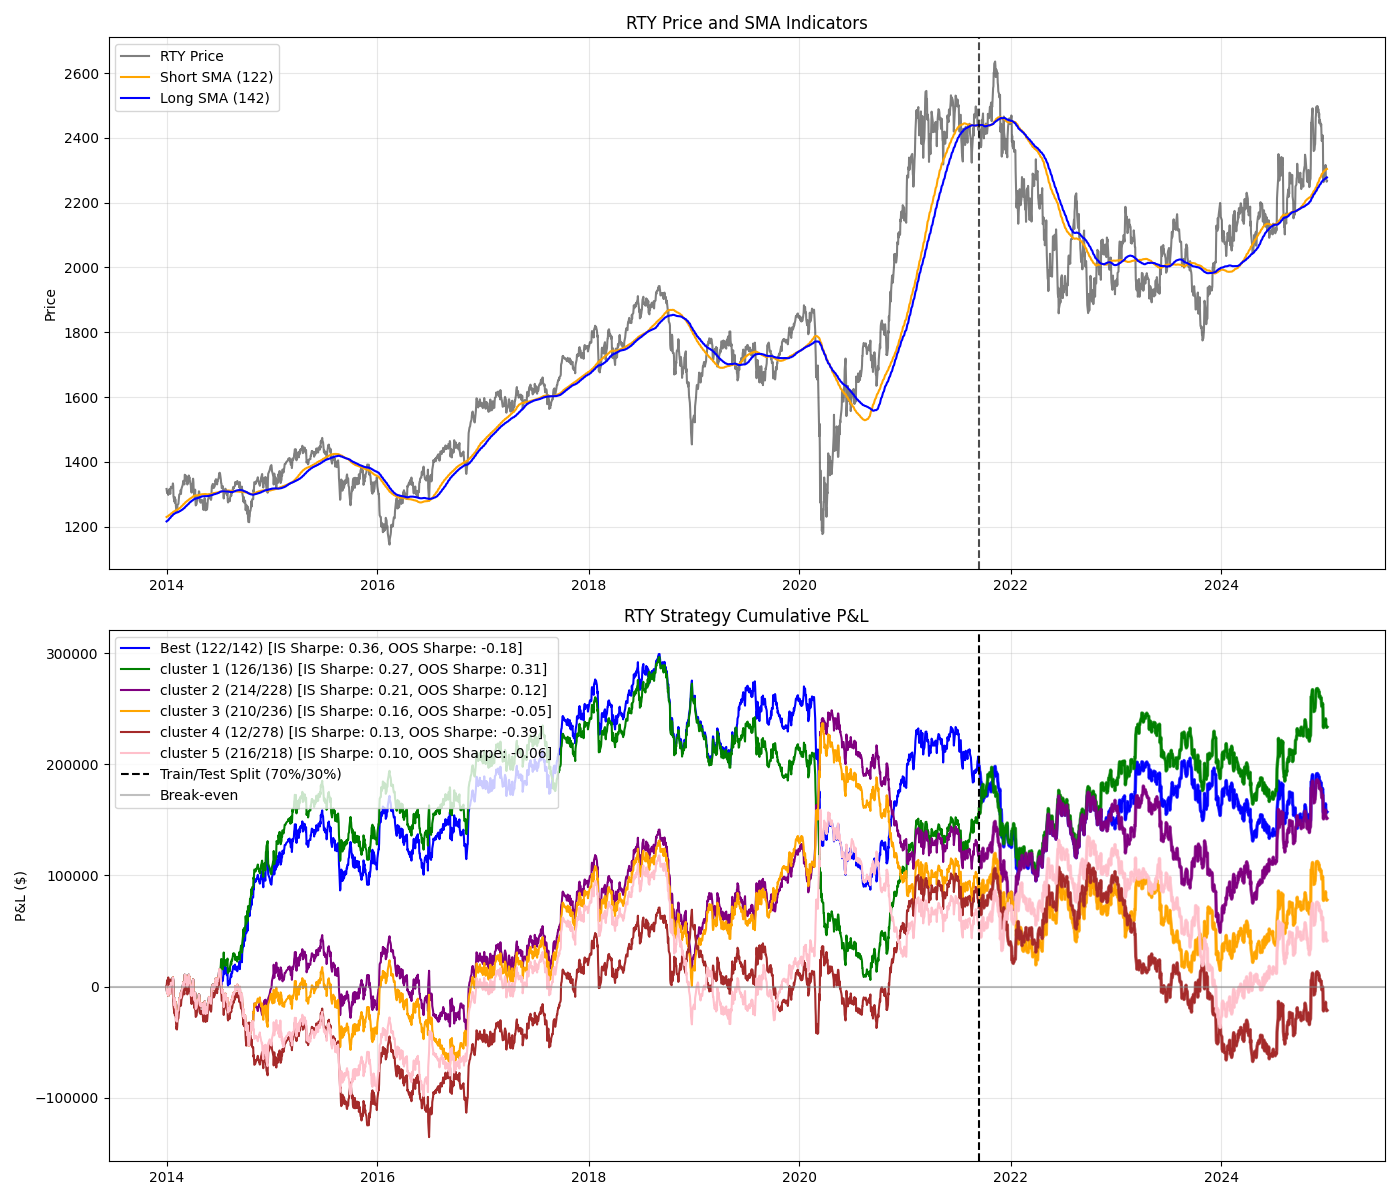 RTY Price and SMA Indicators
RTY Price
Short SMA (122)
Long SMA (142)
2600
2400
2200
2000
1800
1600
1400
1200
Price
2014
2016
2018
2020
2022
2024
RTY Strategy Cumulative P&L
Best (122/142) [IS Sharpe: 0.36, OOS Sharpe: -0.18]
cluster 1 (126/136) [IS Sharpe: 0.27, OOS Sharpe: 0.31]
cluster 2 (214/228) [IS Sharpe: 0.21, OOS Sharpe: 0.12]
cluster 3 (210/236) [IS Sharpe: 0.16, OOS Sharpe: -0.05]
cluster 4 (12/278) [IS Sharpe: 0.13, OOS Sharpe: -0.39]
cluster 5 (216/218) [IS Sharpe: 0.10, OOS Sharpe: -0.06]
Train/Test Split (70%/30%)
Break-even
300000
200000
100000
0
−100000
P&L ($)
2014
2016
2018
2020
2022
2024